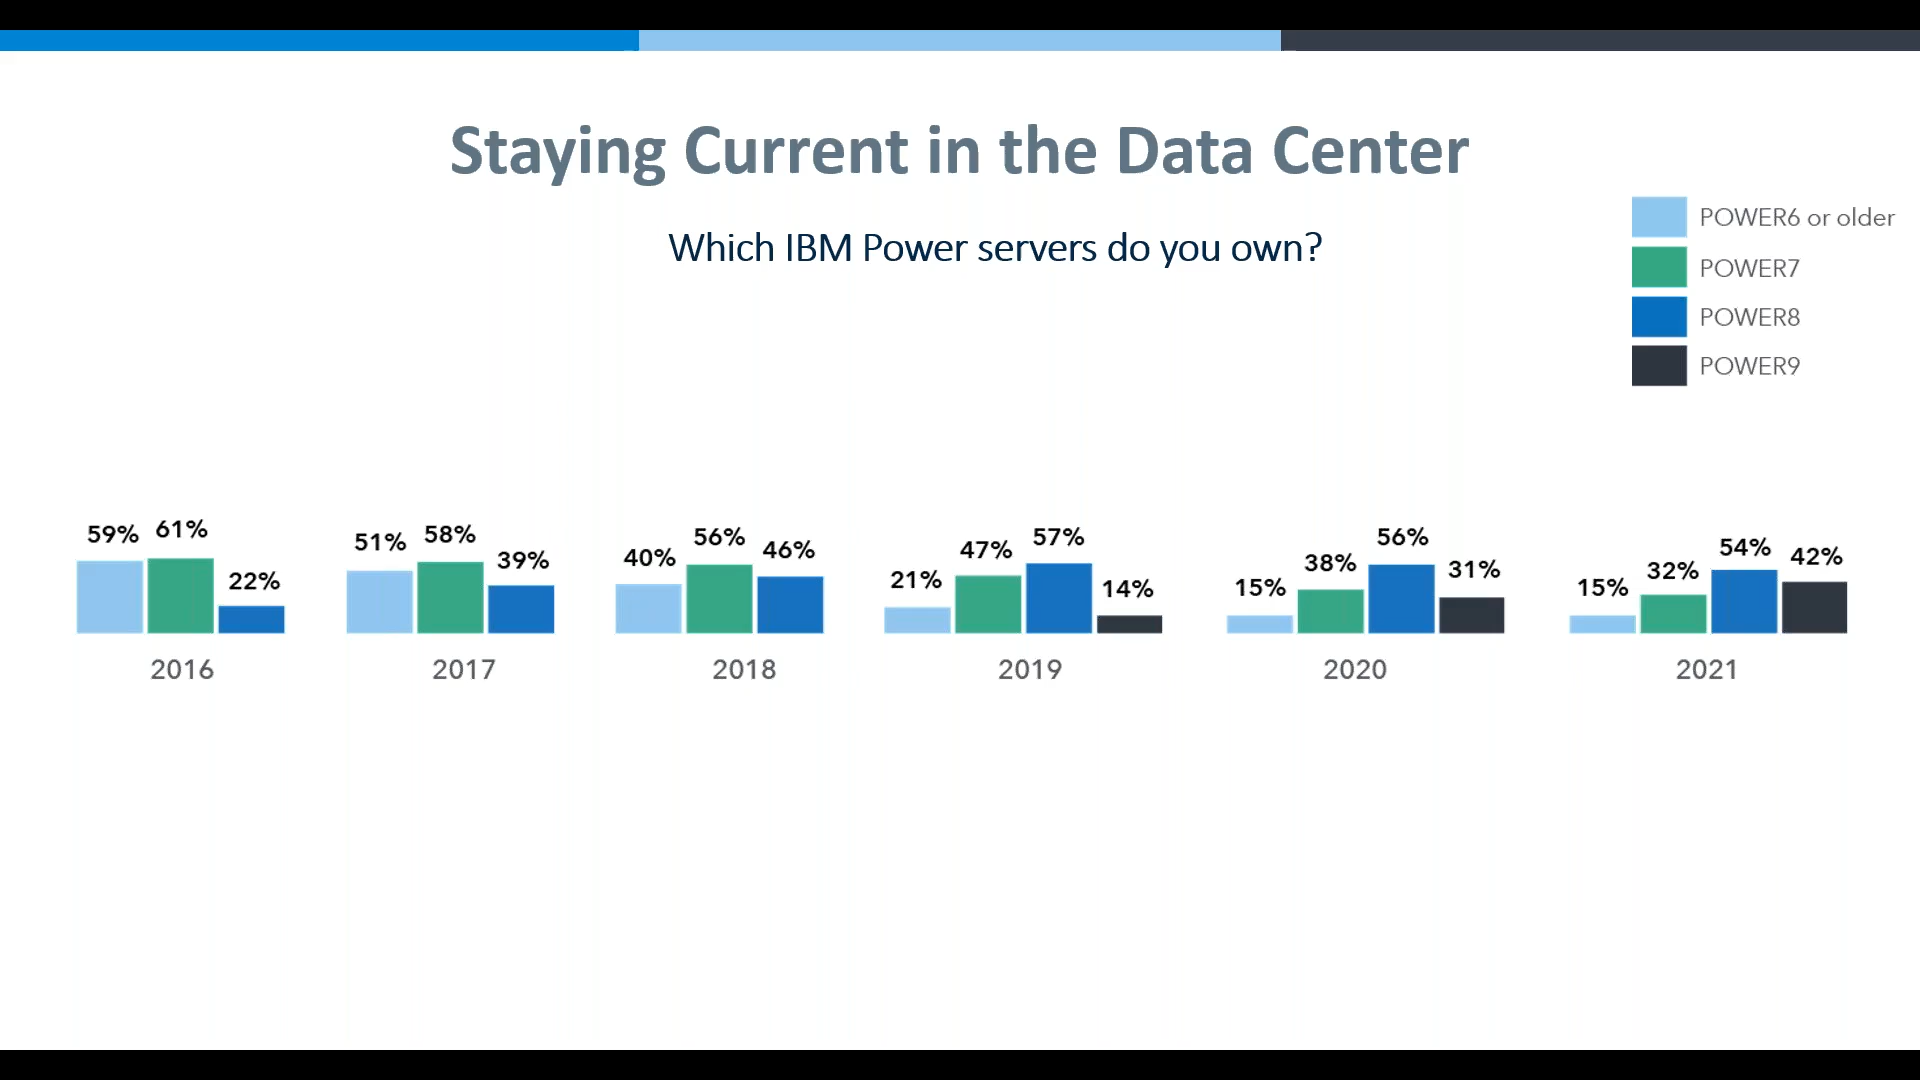 Staying Current in the Data Center
Which IBM Power servers do you own?
POWER6 or older
POWER7
POWER8
POWER9
59% 61% 22%
51% 58% 39%
40% 56% 46%
21% 47% 57% 14%
15% 38% 56% 31%
15% 32% 54% 42%
2016 2017 2018 2019 2020 2021